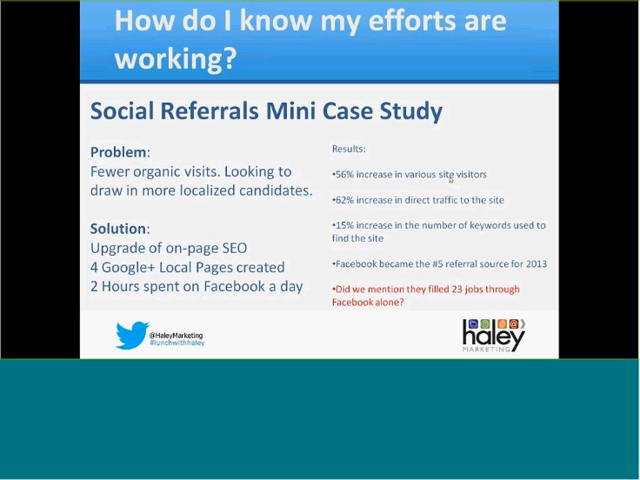 How do I know my efforts are
working?
Social Referrals Mini Case Study
Problem:
Fewer organic visits. Looking to
draw in more localized candidates.
Solution:
Upgrade of on-page SEO
4 Google+ Local Pages created
2 Hours spent on Facebook a day
Results:
•56% increase in various site visitors
•62% increase in direct traffic to the site
•15% increase in the number of keywords used to
find the site
•Facebook became the #5 referral source for 2013
•Did we mention they filled 23 jobs through
Facebook alone?
@HaleyMarketing
#lunchwithhaley
haley
MARKETING